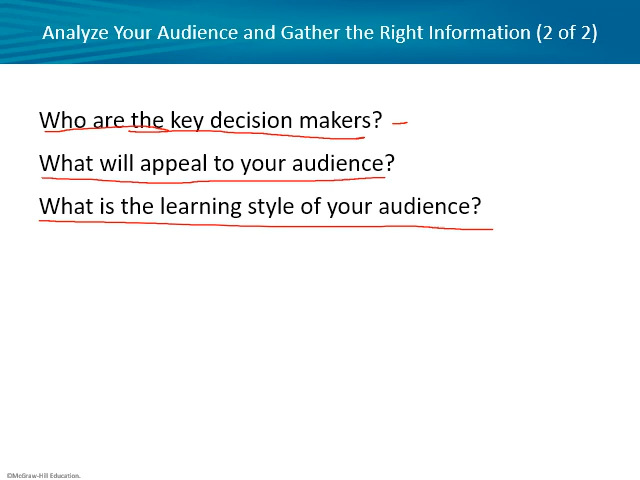 Analyze Your Audience and Gather the Right Information (2 of 2)
Who are the key decision makers?
What will appeal to your audience?
What is the learning style of your audience?
©McGraw-Hill Education.